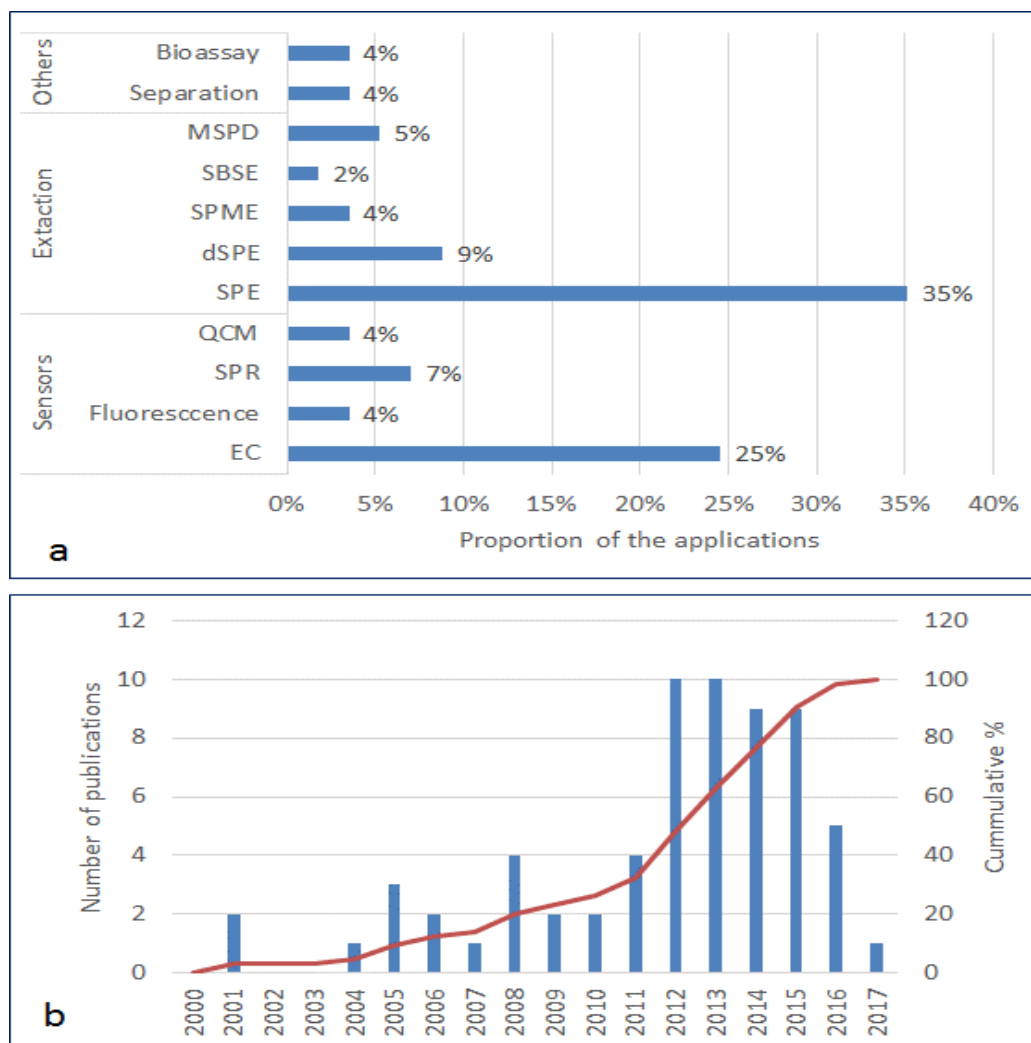 Others
Bioassay
4%
Separation
4%
Extaction
MSPD
5%
SBSE
2%
SPME
4%
dSPE
9%
SPE
35%
Sensors
QCM
4%
SPR
7%
Fluoresccence
4%
EC
25%
0% 5% 10% 15% 20% 25% 30% 35% 40%
Proportion of the applications
a
Number of publications
12
10
8
6
4
2
0
120
100
80
60
40
20
0
Cummulative %
2000 2001 2002 2003 2004 2005 2006 2007 2008 2009 2010 2011 2012 2013 2014 2015 2016 2017
b